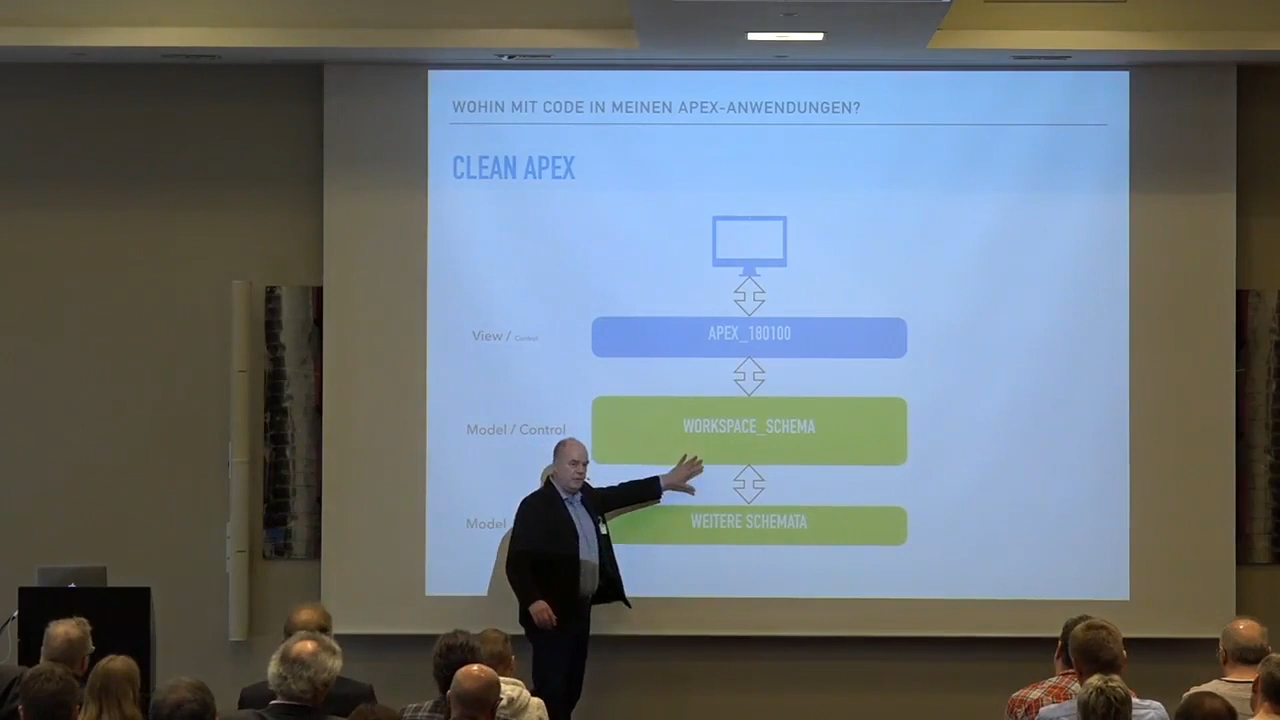 WOHIN MIT CODE IN MEINEN APEX-ANWENDUNGEN?
CLEAN APEX
View / Control
APEX_180100
Model / Control
WORKSPACE_SCHEMA
Model
WEITERE SCHEMATA